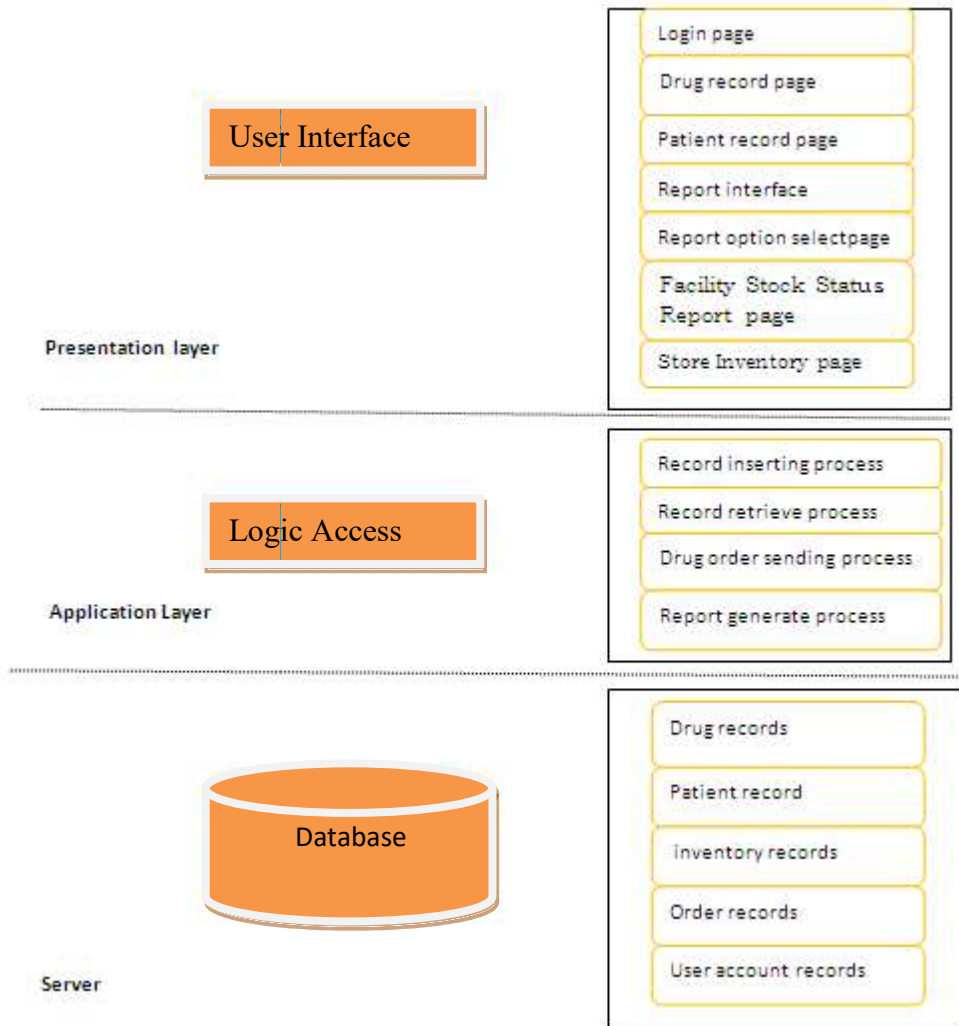 User Interface
Presentation layer
Login page
Drug record page
Patient record page
Report interface
Report option selectpage
Facility Stock Status
Report page
Store Inventory page
Logic Access
Application Layer
Record inserting process
Record retrieve process
Drug order sending process
Report generate process
Database
Server
Drug records
Patient record
inventory records
Order records
User account records